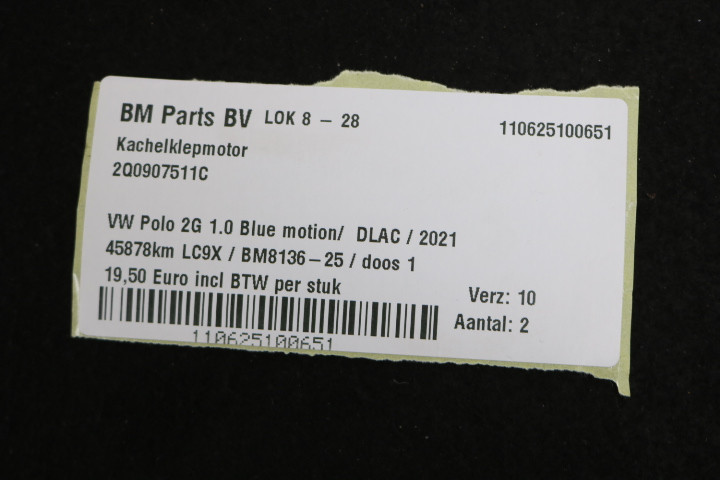 BM Parts BV LOK 8 - 28
110625100651
Kachelklepmotor
2Q0907511C
VW Polo 2G 1.0 Blue motion/ DLAC / 2021
45878km LC9X / BM8136-25 / doos 1
19,50 Euro incl BTW per stuk
Verz: 10
Aantal: 2
110625100651